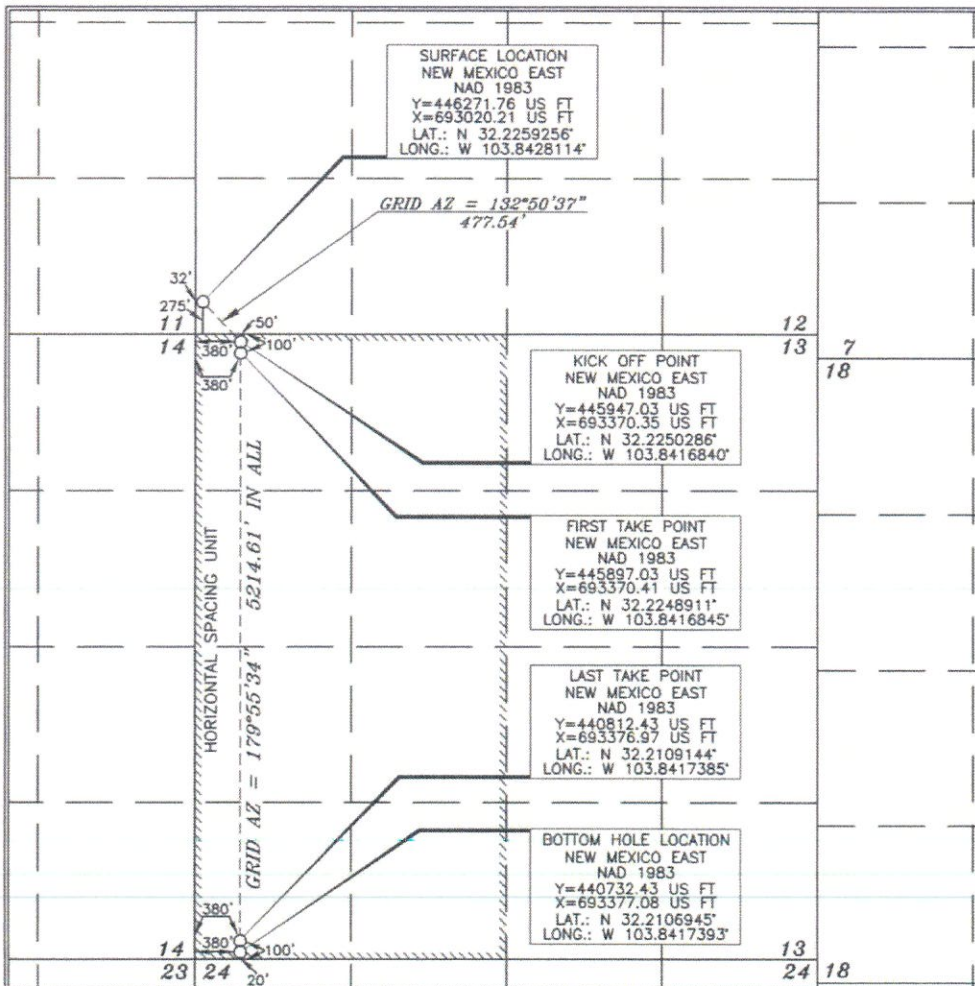 SURFACE LOCATION
NEW MEXICO EAST
NAD 1983
Y=446271.76 US FT
X=693020.21 US FT
LAT.: N 32.2259256°
LONG.: W 103.8428114°
GRID AZ = 132°50'37"
477.54'
32'
275'
11
14
50'
100'
380'
380'
12
13
7
18
KICK OFF POINT
NEW MEXICO EAST
NAD 1983
Y=445947.03 US FT
X=693370.35 US FT
LAT.: N 32.2250286°
LONG.: W 103.8416840°
FIRST TAKE POINT
NEW MEXICO EAST
NAD 1983
Y=445897.03 US FT
X=693370.41 US FT
LAT.: N 32.2248911°
LONG.: W 103.8416845°
HORIZONTAL SPACING UNIT
GRID AZ = 179°55'34" 5214.61' IN ALL
LAST TAKE POINT
NEW MEXICO EAST
NAD 1983
Y=440812.43 US FT
X=693376.97 US FT
LAT.: N 32.2109144°
LONG.: W 103.8417385°
BOTTOM HOLE LOCATION
NEW MEXICO EAST
NAD 1983
Y=440732.43 US FT
X=693377.08 US FT
LAT.: N 32.2106945°
LONG.: W 103.8417393°
380'
380'
100'
20'
14
23
24
13
24
18